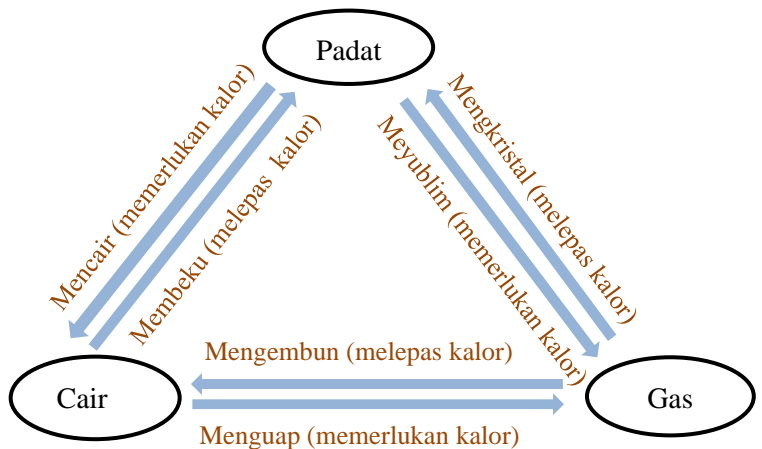 Padat
Mencair (memerlukan kalor)
Membeku (melepas kalor)
Meyublim (memerlukan kalor)
Mengkristal (melepas kalor)
Mengembun (melepas kalor)
Cair
Gas
Menguap (memerlukan kalor)